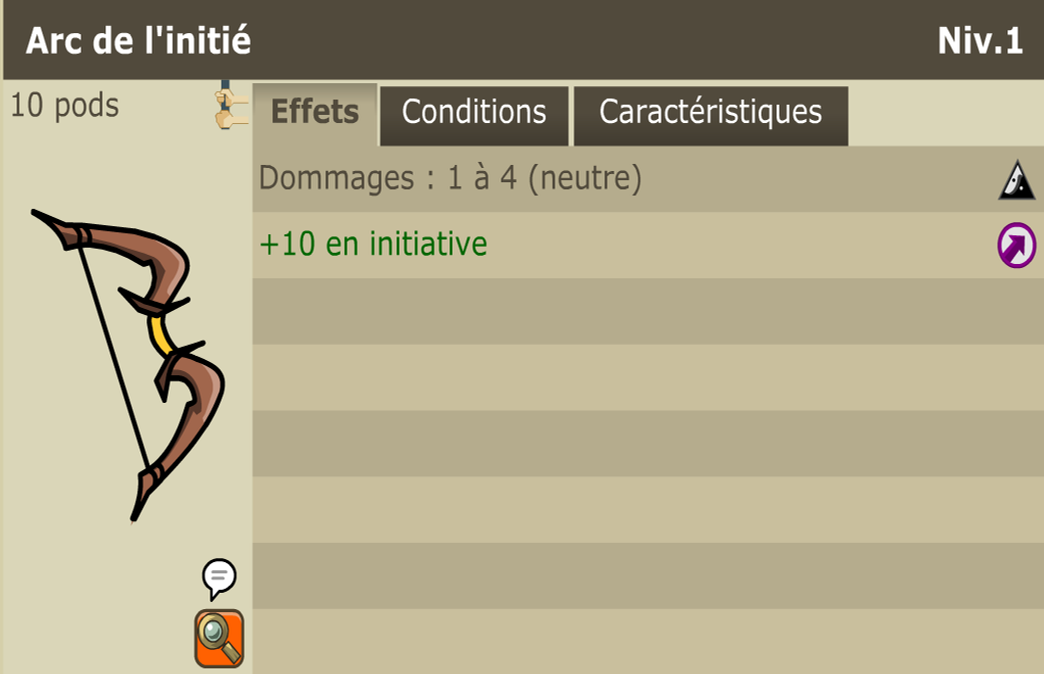 Arc de l'initié
Niv.1
10 pods
Effets
Conditions
Caractéristiques
Dommages : 1 à 4 (neutre)
+10 en initiative